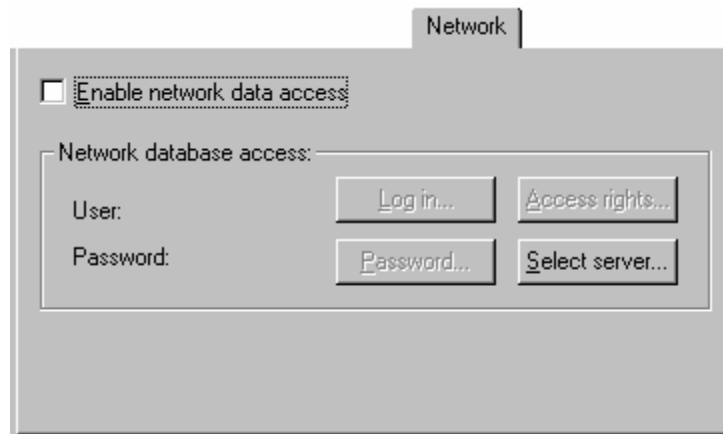 Network
Enable network data access
Network database access:
User:
Log in...
Access rights...
Password:
Password...
Select server...